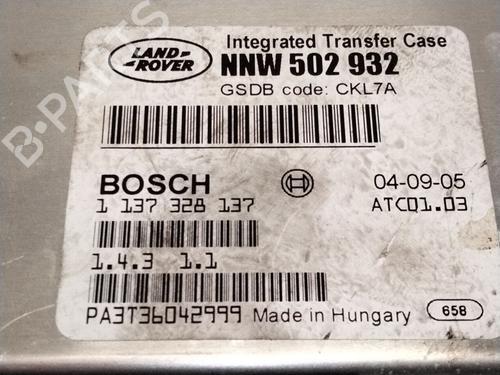 LAND-
ROVER
Integrated Transfer Case
NNW 502 932
GSDB code: CKL7A
BOSCH
04-09-05
1 137 328 137
ATC01.03
1.4.3 1.1
PA3T36042999
Made in Hungary
658
B-PARTS